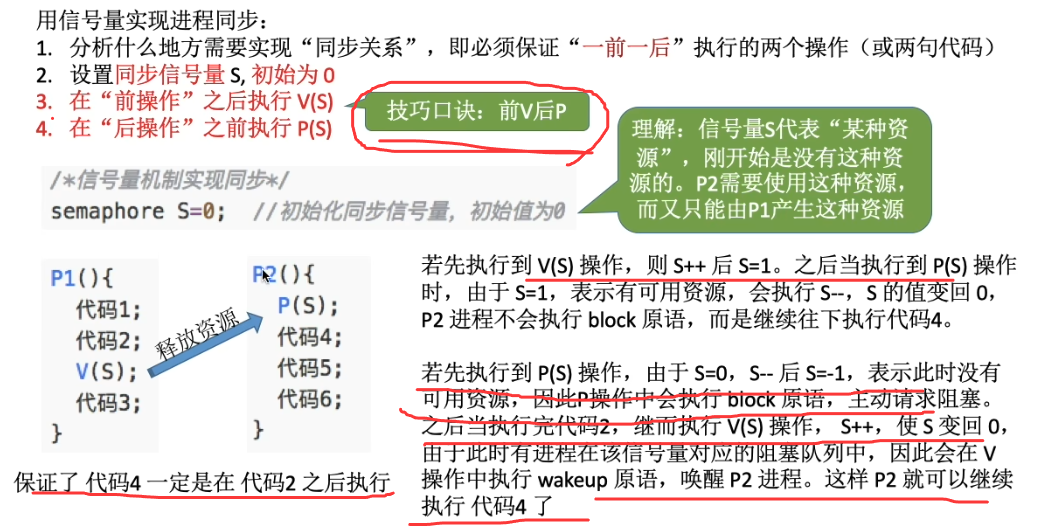 用信号量实现进程同步：
1. 分析什么地方需要实现“同步关系”，即必须保证“一前一后”执行的两个操作（或两句代码）
2. 设置同步信号量 S, 初始为 0
3. 在“前操作”之后执行 V(S)
4. 在“后操作”之前执行 P(S)
技巧口诀：前V后P
理解：信号量S代表“某种资
源”，刚开始是没有这种资
源的。P2需要使用这种资源，
而又只能由P1产生这种资源
/*信号量机制实现同步*/
semaphore S=0; //初始化同步信号量，初始值为0
P1(){
代码1;
代码2;
V(S);
代码3;
}
释放资源
P2(){
P(S);
代码4;
代码5;
代码6;
}
保证了 代码4 一定是在 代码2 之后执行
若先执行到 V(S) 操作，则 S++ 后 S=1。之后当执行到 P(S) 操作
时，由于 S=1，表示有可用资源，会执行 S--，S 的值变回 0，
P2 进程不会执行 block 原语，而是继续往下执行代码4。
若先执行到 P(S) 操作，由于 S=0，S-- 后 S=-1，表示此时没有
可用资源，因此P操作中会执行 block 原语，主动请求阻塞。
之后当执行完代码2，继而执行 V(S) 操作， S++，使 S 变回 0，
由于此时有进程在该信号量对应的阻塞队列中，因此会在 V
操作中执行 wakeup 原语，唤醒 P2 进程。这样 P2 就可以继续
执行 代码4 了